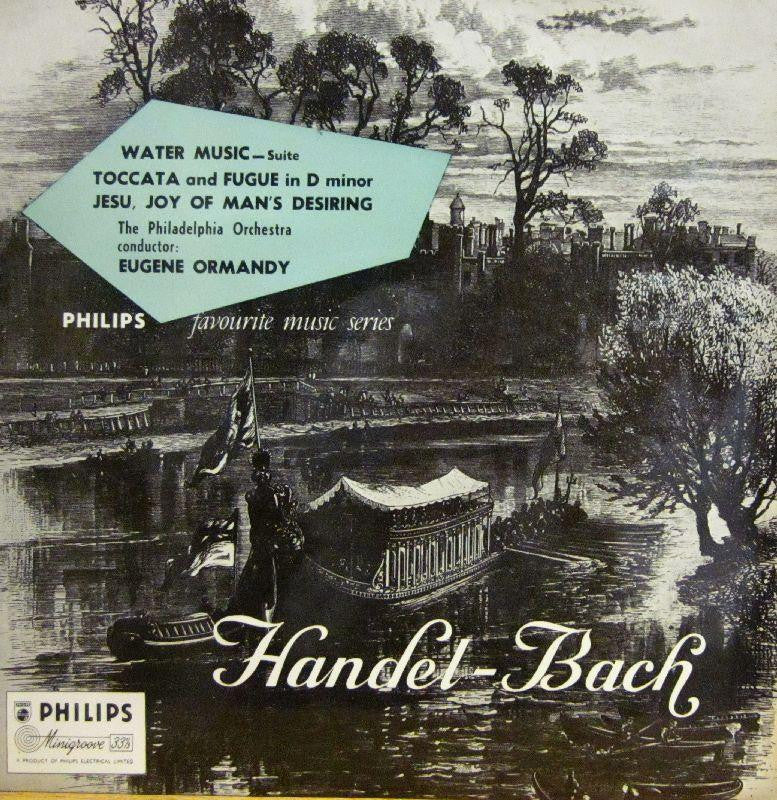 WATER MUSIC—Suite
TOCCATA and FUGUE in D minor
JESU, JOY OF MAN'S DESIRING
The Philadelphia Orchestra
conductor:
EUGENE ORMANDY
PHILIPS favourite music series
Handel-Bach
PHILIPS
Minigroove 33⅓
A PRODUCT OF PHILIPS ELECTRICAL LIMITED